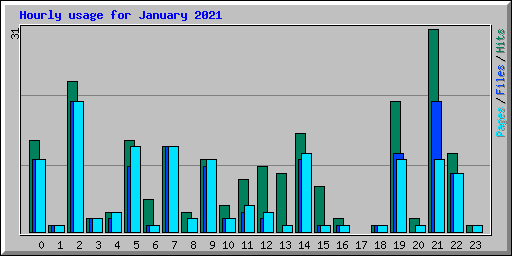 Hourly usage for January 2021
31
Pages/Files/Hits
0 1 2 3 4 5 6 7 8 9 10 11 12 13 14 15 16 17 18 19 20 21 22 23